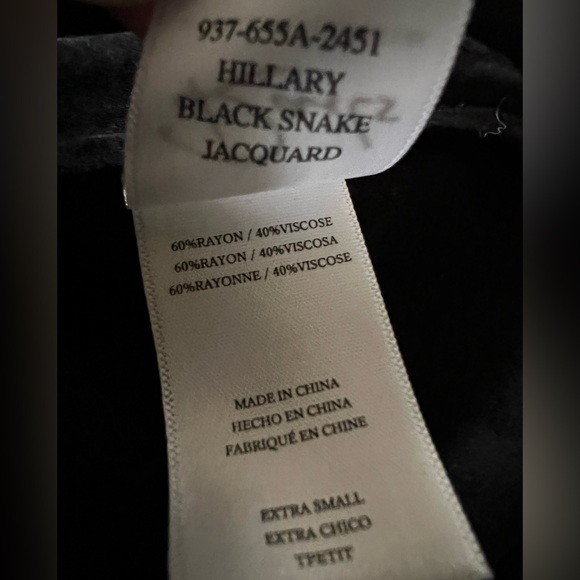 937-655A-2451
HILLARY
BLACK SNAKE
JACQUARD
60%RAYON / 40%VISCOSE
60%RAYON / 40%VISCOSA
60%RAYONNE / 40%VISCOSE
MADE IN CHINA
HECHO EN CHINA
FABRIQUÉ EN CHINE
EXTRA SMALL
EXTRA CHICO
TPETIT